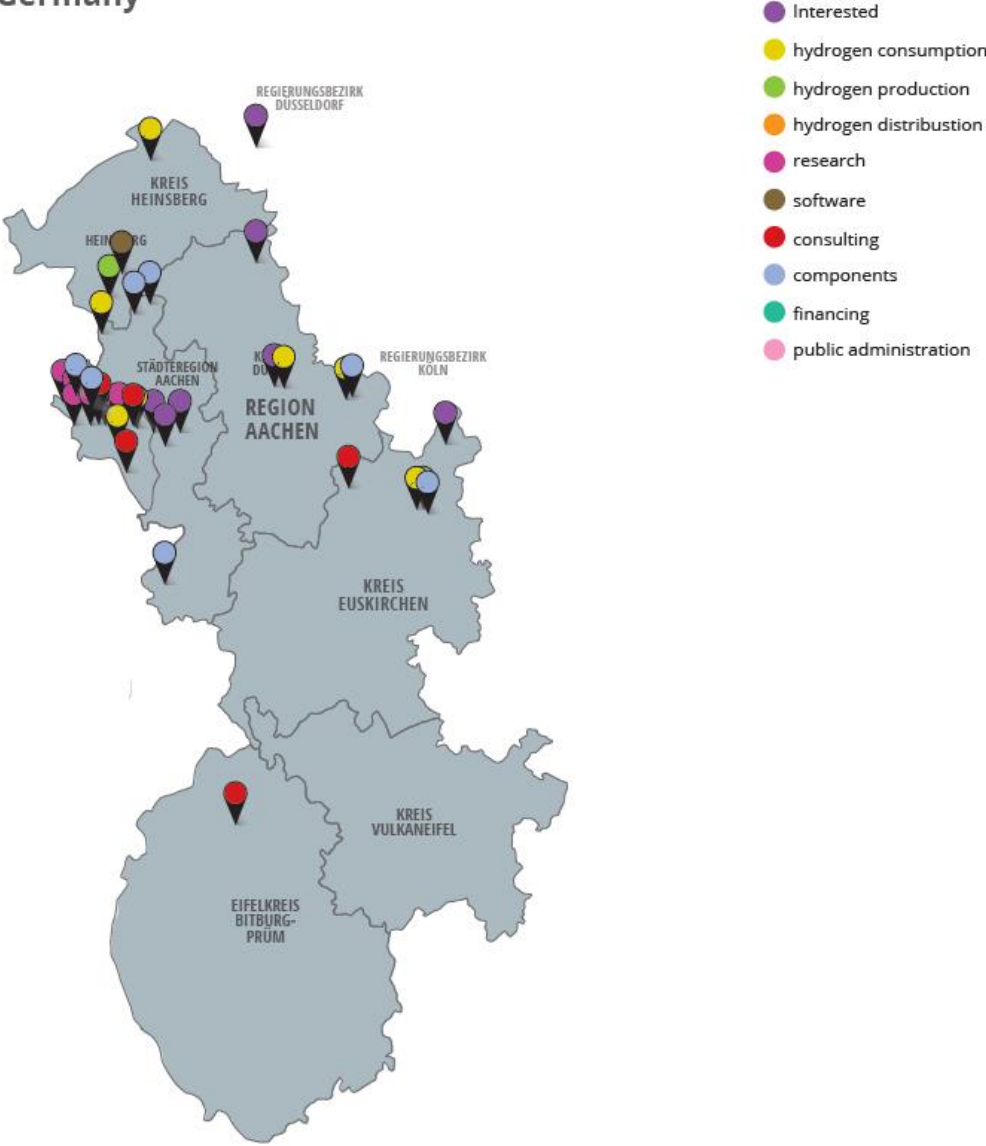 Germany
Interested
hydrogen consumption
hydrogen production
hydrogen distribustion
research
software
consulting
components
financing
public administration
REGIERUNGSBEZIRK
DÜSSELDORF
KREIS
HEINSBERG
STÄDTEREGION
AACHEN
REGIERUNGSBEZIRK
KÖLN
REGION
AACHEN
KREIS
EUSKIRCHEN
KREIS
VULKANEIFEL
EIFELKREIS
BITBURG-
PRÜM